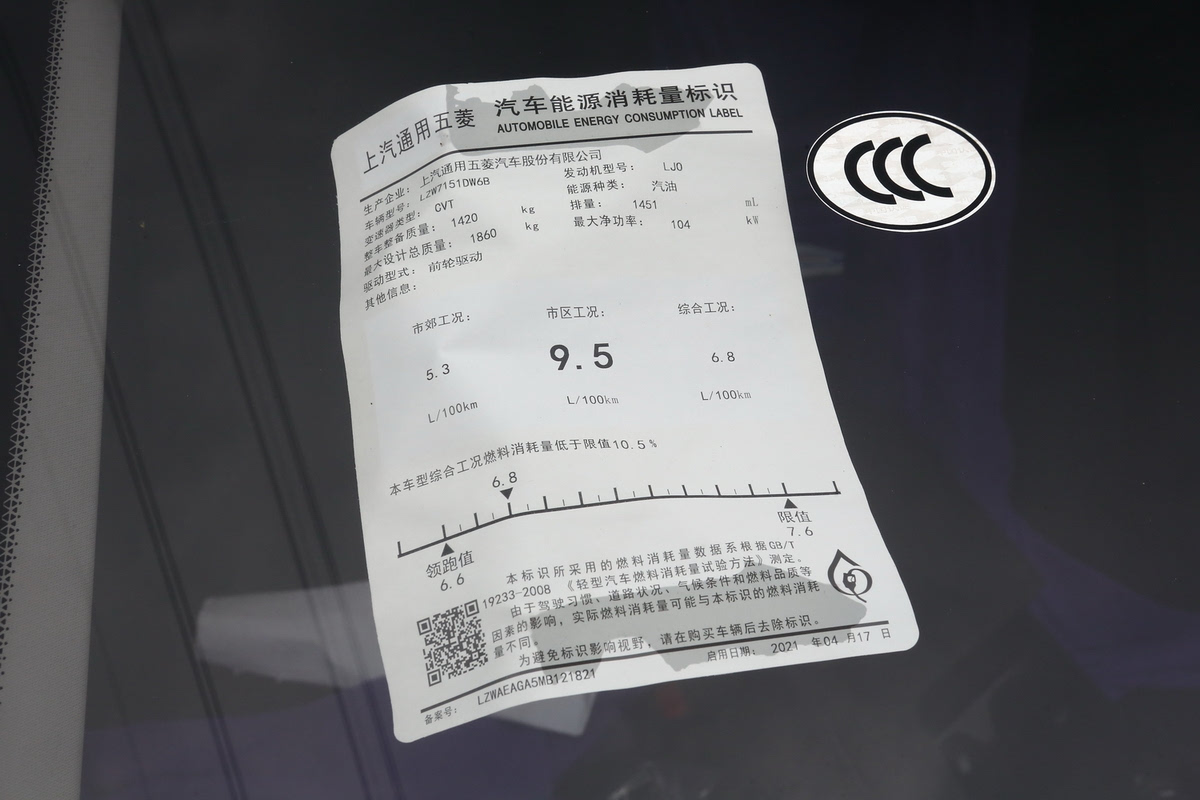 上汽通用五菱 汽车能源消耗量标识
AUTOMOBILE ENERGY CONSUMPTION LABEL
生产企业： 上汽通用五菱汽车股份有限公司
车辆型号： LZW7151DW6B 发动机型号： LJ0
变速器类型： CVT 能源种类： 汽油
整车整备质量： 1420 kg 排量： 1451 mL
最大设计总质量： 1860 kg 最大净功率： 104 kW
驱动型式： 前轮驱动
其他信息：
市郊工况： 市区工况： 综合工况：
5.3 9.5 6.8
L/100km L/100km L/100km
本车型综合工况燃料消耗量低于限值10.5%
6.8
领跑值 限值
6.6 7.6
本标识所采用的燃料消耗量数据系根据GB/T
19233-2008 《轻型汽车燃料消耗量试验方法》测定。
由于驾驶习惯、道路状况、气候条件和燃料品质等
因素的影响，实际燃料消耗量可能与本标识的燃料消耗
量不同。
为避免标识影响视野，请在购买车辆后去除标识。
备案号： LZWAEAGA5MB121821 启用日期： 2021 年04 月17 日
CCC